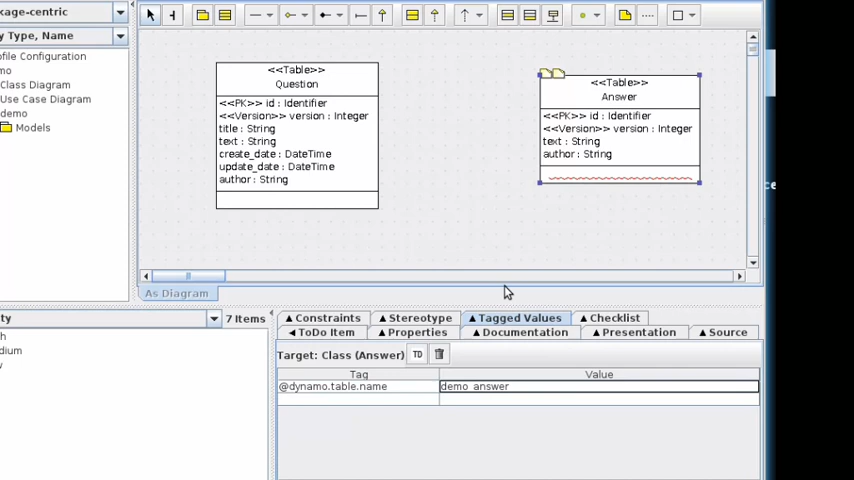 ckage-centric
y Type, Name
ofile Configuration
mo
Class Diagram
Use Case Diagram
demo
Models
<<Table>>
Question
<<PK>> id : Identifier
<<Version>> version : Integer
title : String
text : String
create_date : DateTime
update_date : DateTime
author : String
<<Table>>
Answer
<<PK>> id : Identifier
<<Version>> version : Integer
text : String
author : String
As Diagram
ty
7 Items
h
dium
w
Constraints
Stereotype
Tagged Values
Checklist
ToDo Item
Properties
Documentation
Presentation
Source
Target: Class (Answer)
TD
Tag
Value
@dynamo.table.name
demo_answer